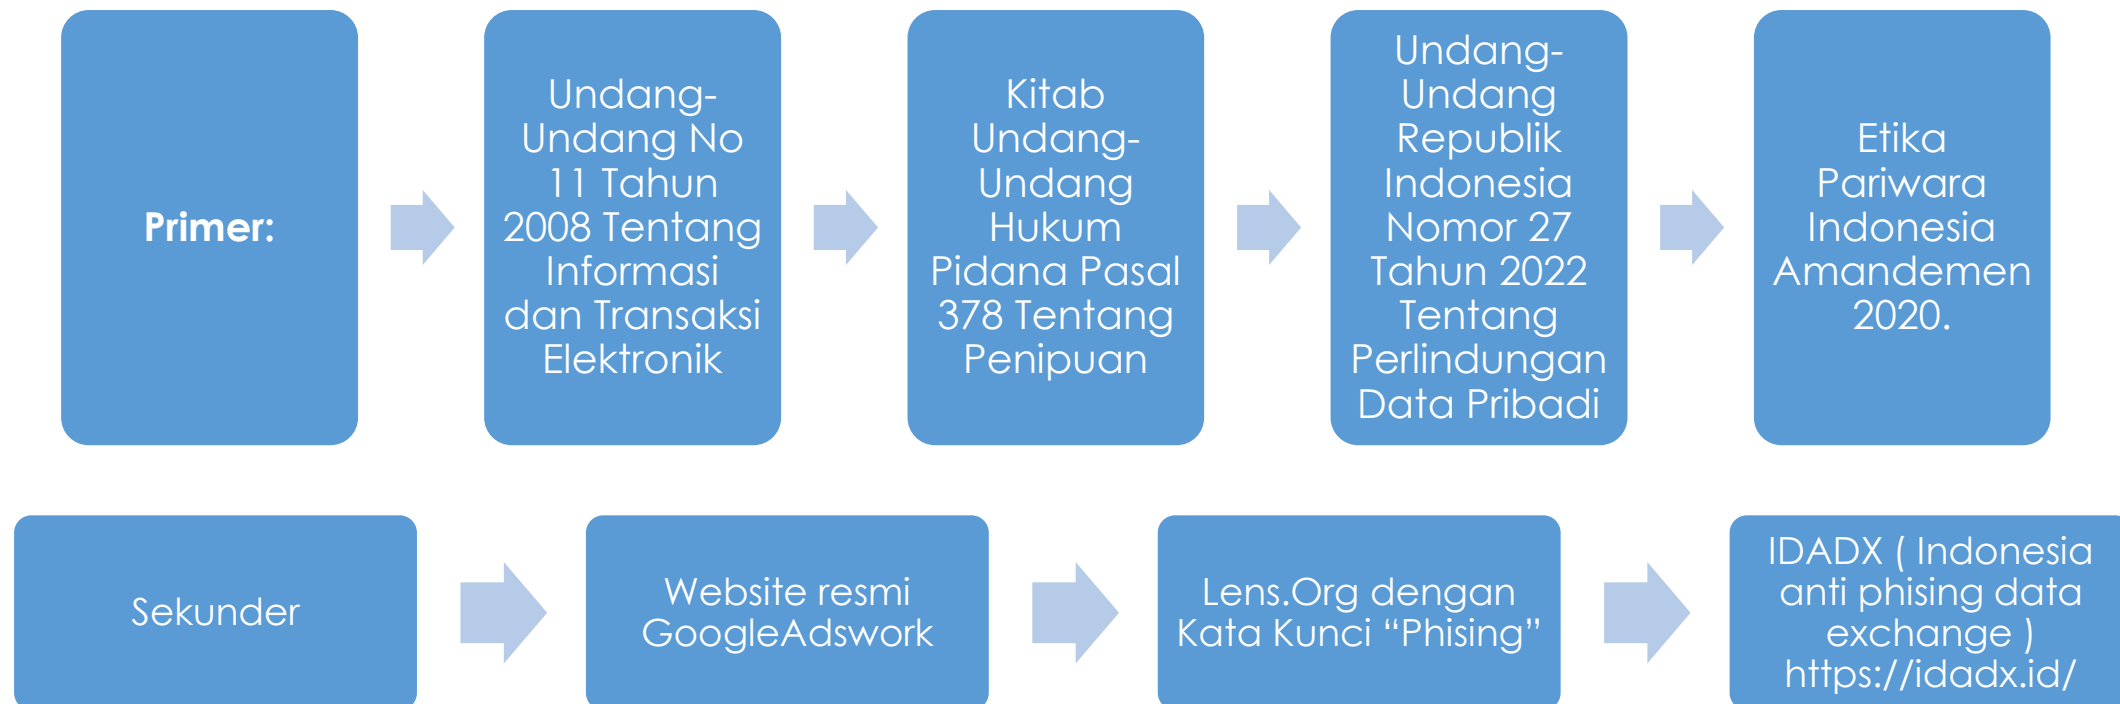 Primer:
Undang-
Undang No
11 Tahun
2008 Tentang
Informasi
dan Transaksi
Elektronik
Kitab
Undang-
Undang
Hukum
Pidana Pasal
378 Tentang
Penipuan
Undang-
Undang
Republik
Indonesia
Nomor 27
Tahun 2022
Tentang
Perlindungan
Data Pribadi
Etika
Pariwara
Indonesia
Amandemen
2020.
Sekunder
Website resmi
GoogleAdswork
Lens.Org dengan
Kata Kunci “Phising”
IDADX ( Indonesia
anti phising data
exchange )
https://idadx.id/